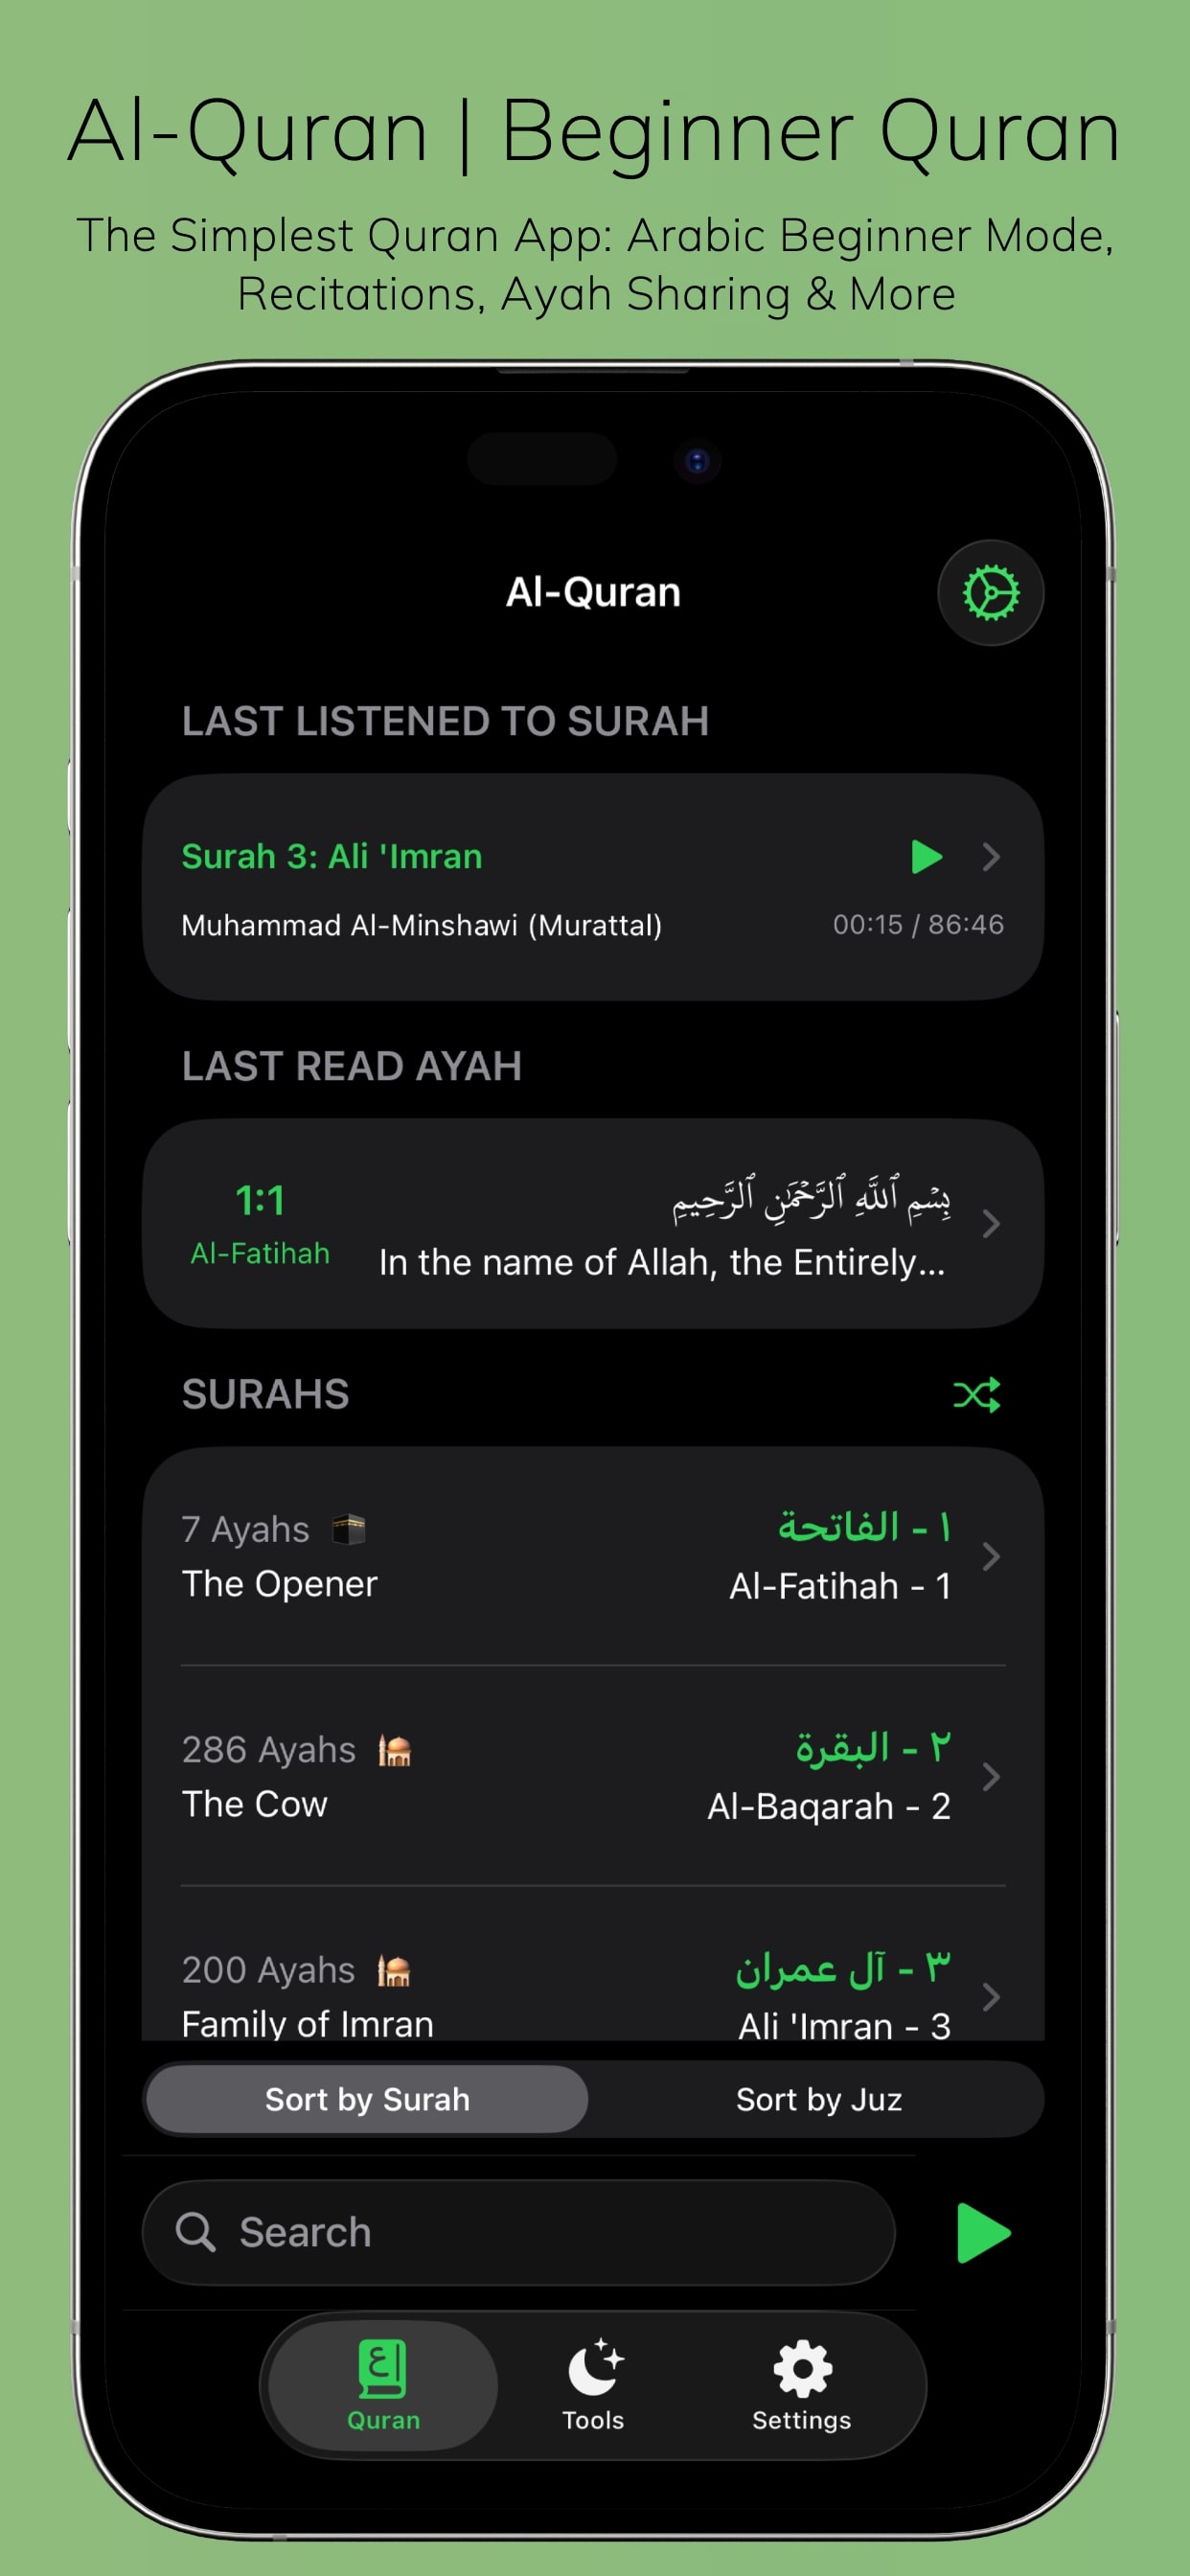 Al-Quran | Beginner Quran
The Simplest Quran App: Arabic Beginner Mode,
Recitations, Ayah Sharing & More
Al-Quran
LAST LISTENED TO SURAH
Surah 3: Ali 'Imran
Muhammad Al-Minshawi (Murattal) 00:15 / 86:46
LAST READ AYAH
1:1 بِسْمِ ٱللَّهِ ٱلرَّحْمَٰنِ ٱلرَّحِيمِ
Al-Fatihah In the name of Allah, the Entirely...
SURAHS
7 Ayahs ١ - الفاتحة
The Opener Al-Fatihah - 1
286 Ayahs ٢ - البقرة
The Cow Al-Baqarah - 2
200 Ayahs ٣ - آل عمران
Family of Imran Ali 'Imran - 3
Sort by Surah Sort by Juz
Search
Quran Tools Settings